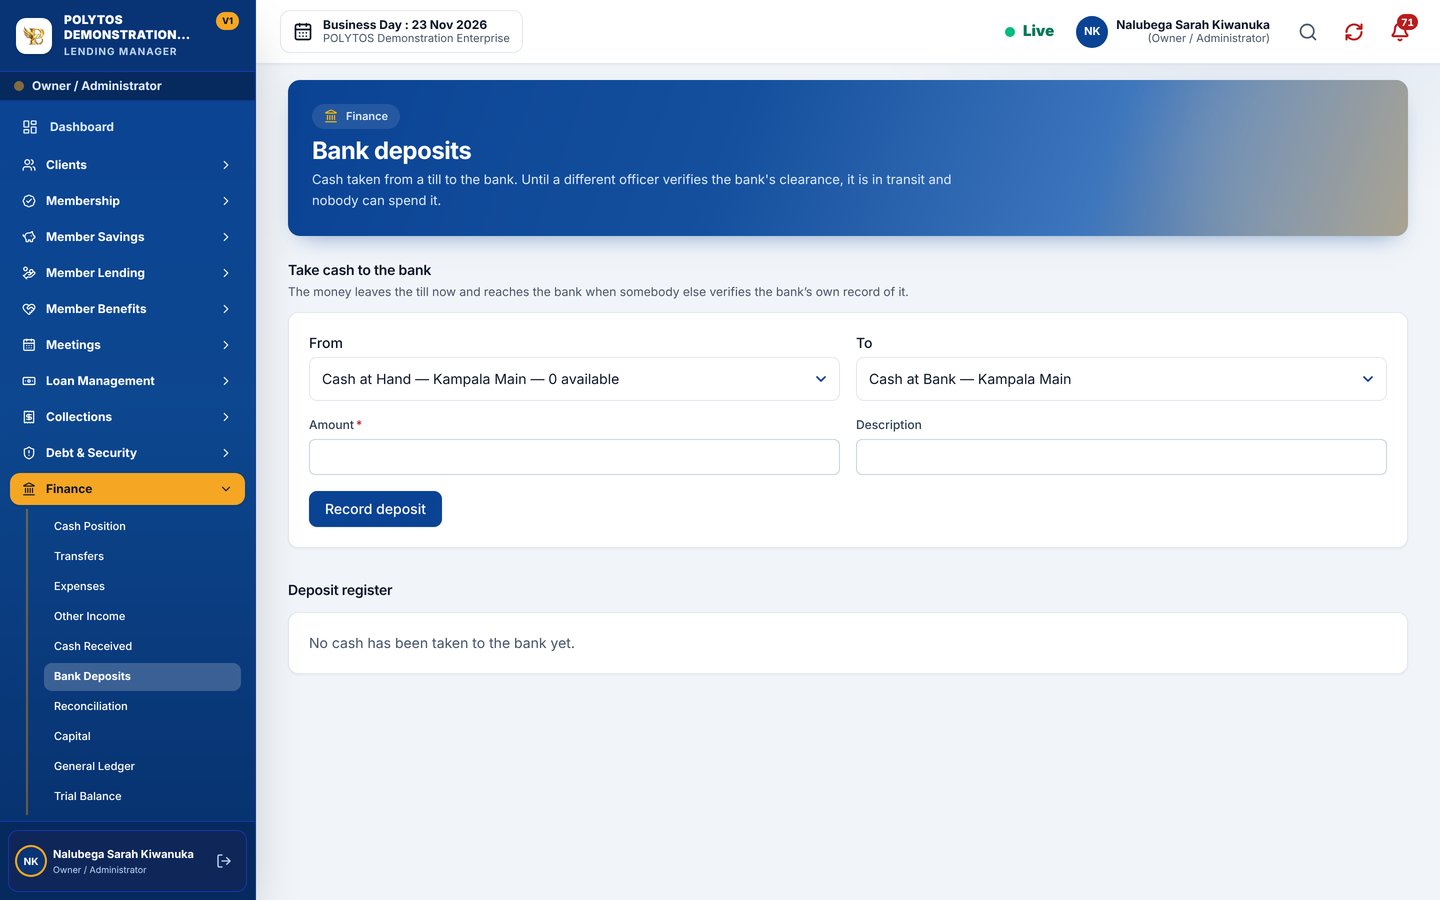 POLYTOS
DEMONSTRATION...
LENDING MANAGER
V1
Owner / Administrator
Dashboard
Clients
Membership
Member Savings
Member Lending
Member Benefits
Meetings
Loan Management
Collections
Debt & Security
Finance
Cash Position
Transfers
Expenses
Other Income
Cash Received
Bank Deposits
Reconciliation
Capital
General Ledger
Trial Balance
NK
Nalubega Sarah Kiwanuka
Owner / Administrator
Business Day : 23 Nov 2026
POLYTOS Demonstration Enterprise
Live
NK
Nalubega Sarah Kiwanuka
(Owner / Administrator)
71
Finance
Bank deposits
Cash taken from a till to the bank. Until a different officer verifies the bank's clearance, it is in transit and
nobody can spend it.
Take cash to the bank
The money leaves the till now and reaches the bank when somebody else verifies the bank’s own record of it.
From
To
Cash at Hand — Kampala Main — 0 available
Cash at Bank — Kampala Main
Amount *
Description
Record deposit
Deposit register
No cash has been taken to the bank yet.